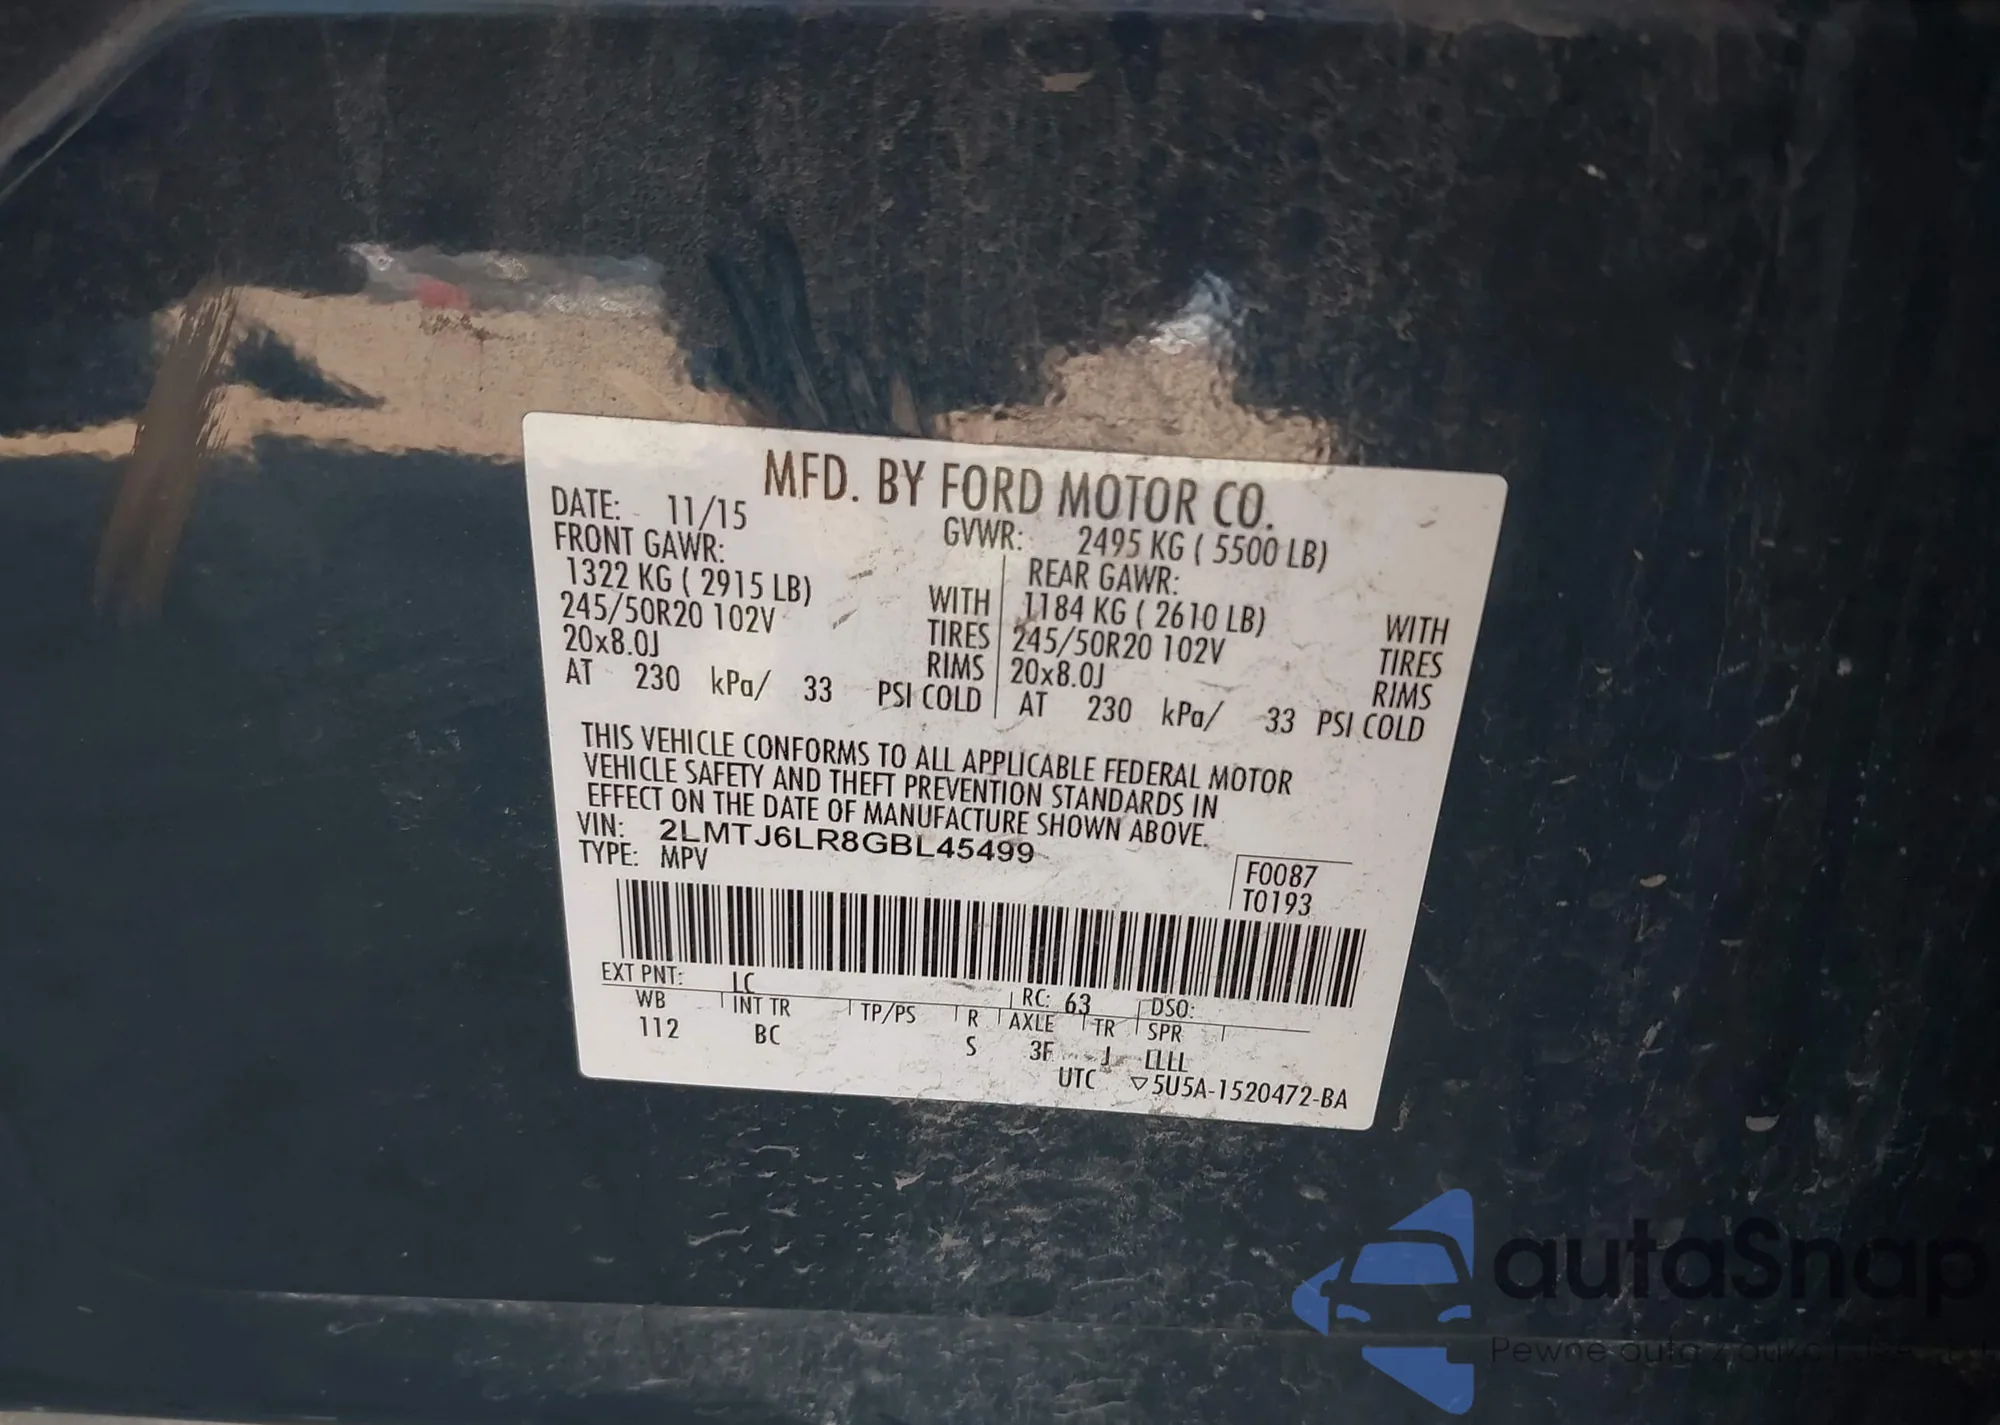 MFD. BY FORD MOTOR CO.
DATE: 11/15 GVWR: 2495 KG ( 5500 LB)
FRONT GAWR: REAR GAWR:
1322 KG ( 2915 LB) WITH 1184 KG ( 2610 LB) WITH
245/50R20 102V TIRES 245/50R20 102V TIRES
20x8.0J RIMS 20x8.0J RIMS
AT 230 kPa/ 33 PSI COLD AT 230 kPa/ 33 PSI COLD
THIS VEHICLE CONFORMS TO ALL APPLICABLE FEDERAL MOTOR
VEHICLE SAFETY AND THEFT PREVENTION STANDARDS IN
EFFECT ON THE DATE OF MANUFACTURE SHOWN ABOVE.
VIN: 2LMTJ6LR8GBL45499
TYPE: MPV
F0087
T0193
EXT PNT: LC RC: 63 DSO:
WB INT TR TP/PS R AXLE TR SPR
112 BC S 3F J
UTC ▽5U5A-1520472-BA
autaSnap
Pewne auta z